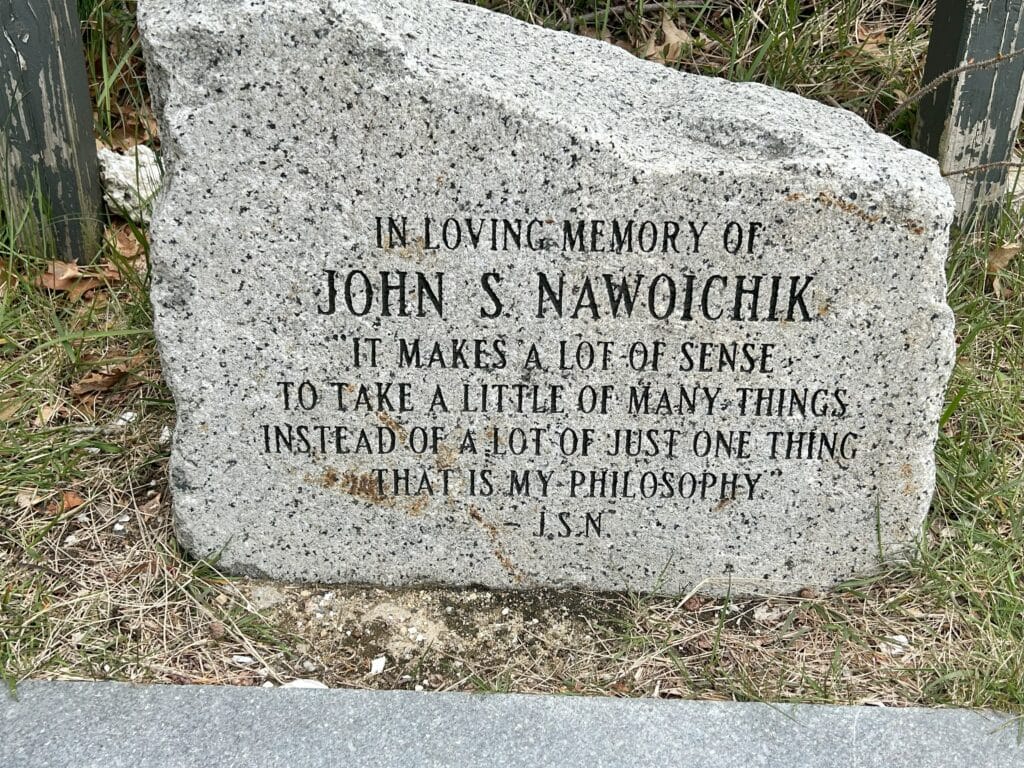 IN LOVING MEMORY OF
JOHN S. NAWOICHIK
"IT MAKES A LOT OF SENSE
TO TAKE A LITTLE OF MANY THINGS
INSTEAD OF A LOT OF JUST ONE THING
THAT IS MY PHILOSOPHY."
- J.S.N.